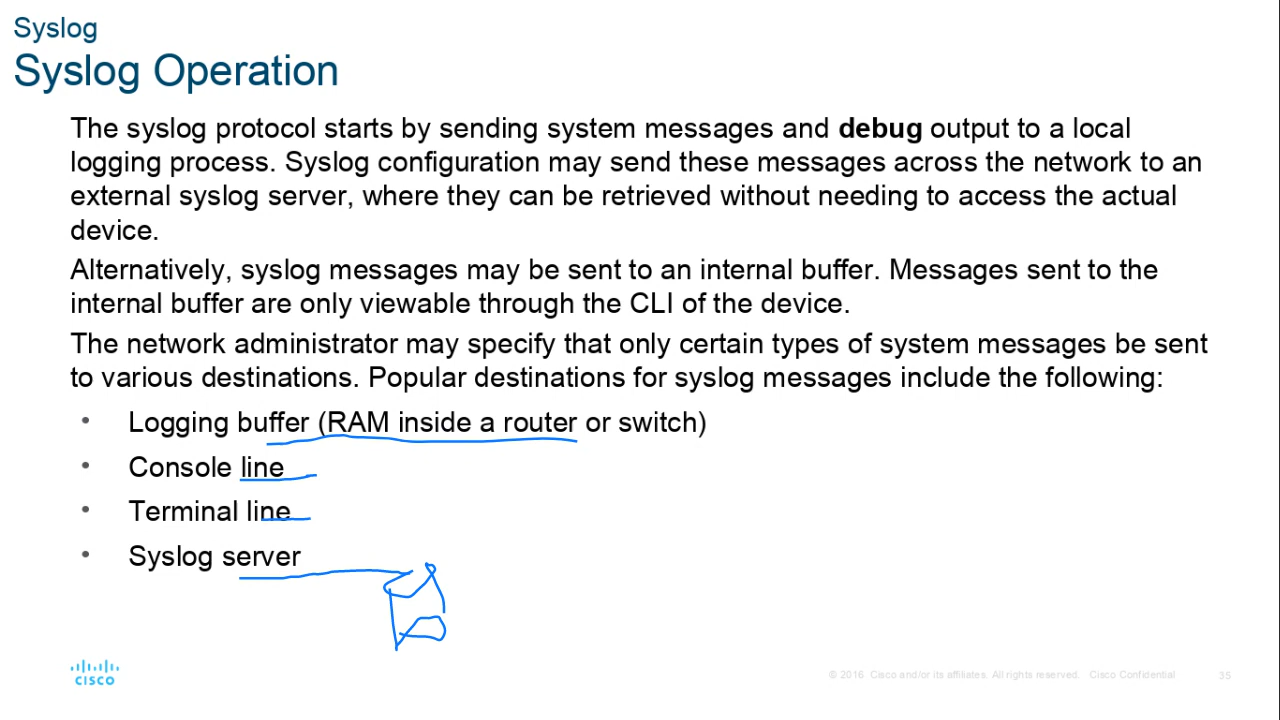 Syslog
Syslog Operation
The syslog protocol starts by sending system messages and debug output to a local
logging process. Syslog configuration may send these messages across the network to an
external syslog server, where they can be retrieved without needing to access the actual
device.
Alternatively, syslog messages may be sent to an internal buffer. Messages sent to the
internal buffer are only viewable through the CLI of the device.
The network administrator may specify that only certain types of system messages be sent
to various destinations. Popular destinations for syslog messages include the following:
• Logging buffer (RAM inside a router or switch)
• Console line
• Terminal line
• Syslog server
CISCO
© 2016 Cisco and/or its affiliates. All rights reserved. Cisco Confidential 35